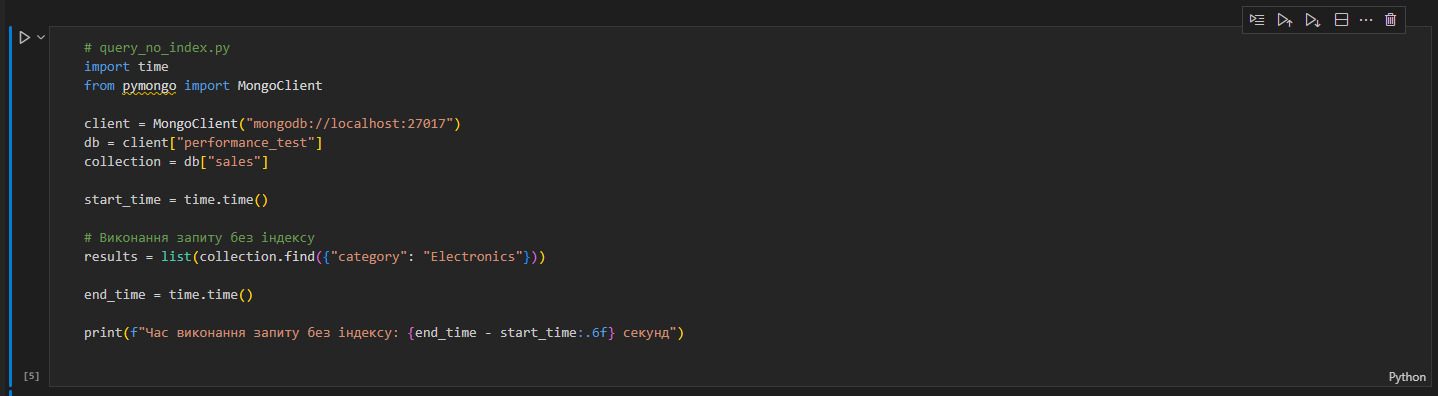 # query_no_index.py
import time
from pymongo import MongoClient
client = MongoClient("mongodb://localhost:27017")
db = client["performance_test"]
collection = db["sales"]
start_time = time.time()
# Виконання запиту без індексу
results = list(collection.find({"category": "Electronics"}))
end_time = time.time()
print(f"Час виконання запиту без індексу: {end_time - start_time:.6f} секунд")
[5]
Python